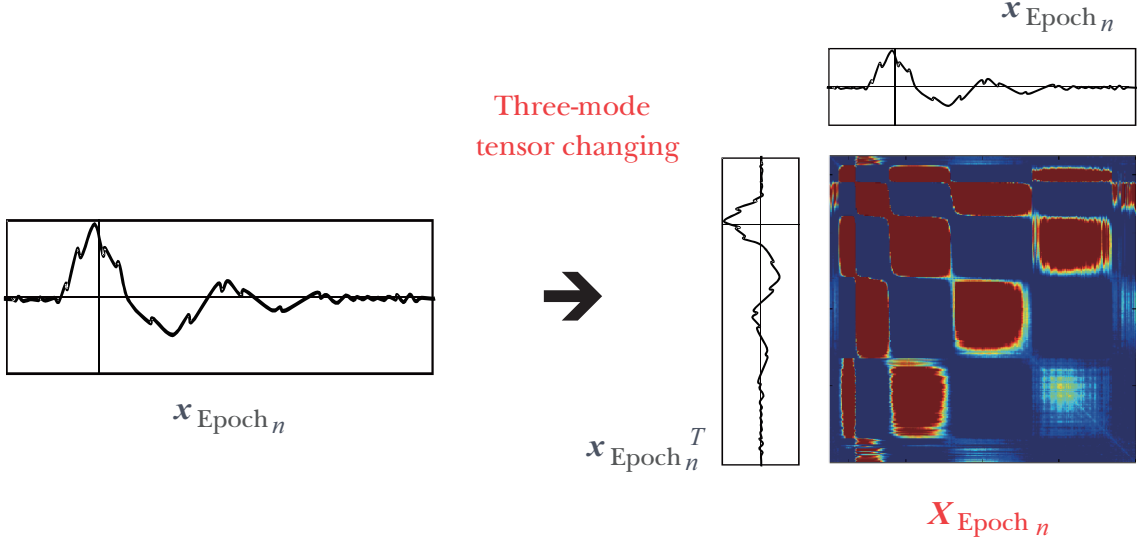 x Epoch n
Three-mode
tensor changing
x Epoch n
x Epoch n T
X Epoch n